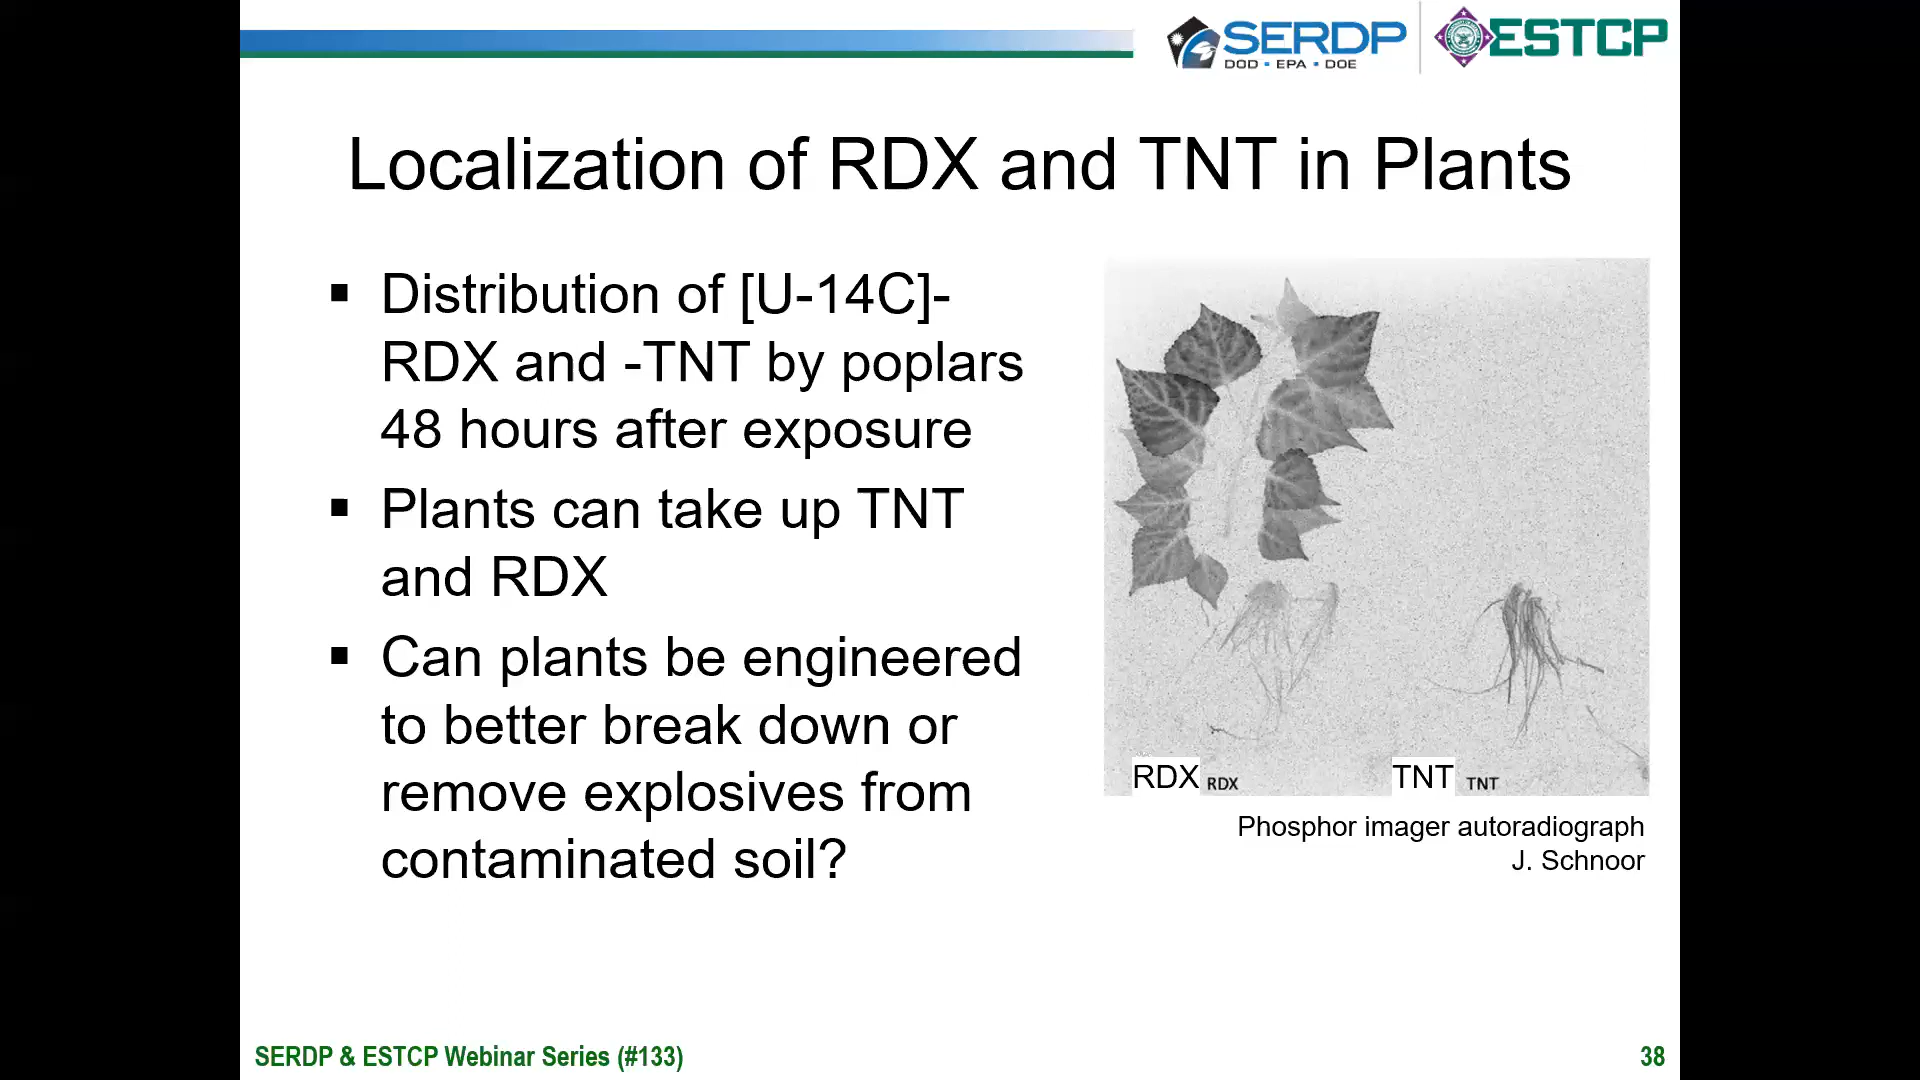 SERDP
DOD ▪ EPA ▪ DOE
ESTCP
Localization of RDX and TNT in Plants
▪ Distribution of [U-14C]-
RDX and -TNT by poplars
48 hours after exposure
▪ Plants can take up TNT
and RDX
▪ Can plants be engineered
to better break down or
remove explosives from
contaminated soil?
RDX RDX
TNT TNT
Phosphor imager autoradiograph
J. Schnoor
SERDP & ESTCP Webinar Series (#133)
38